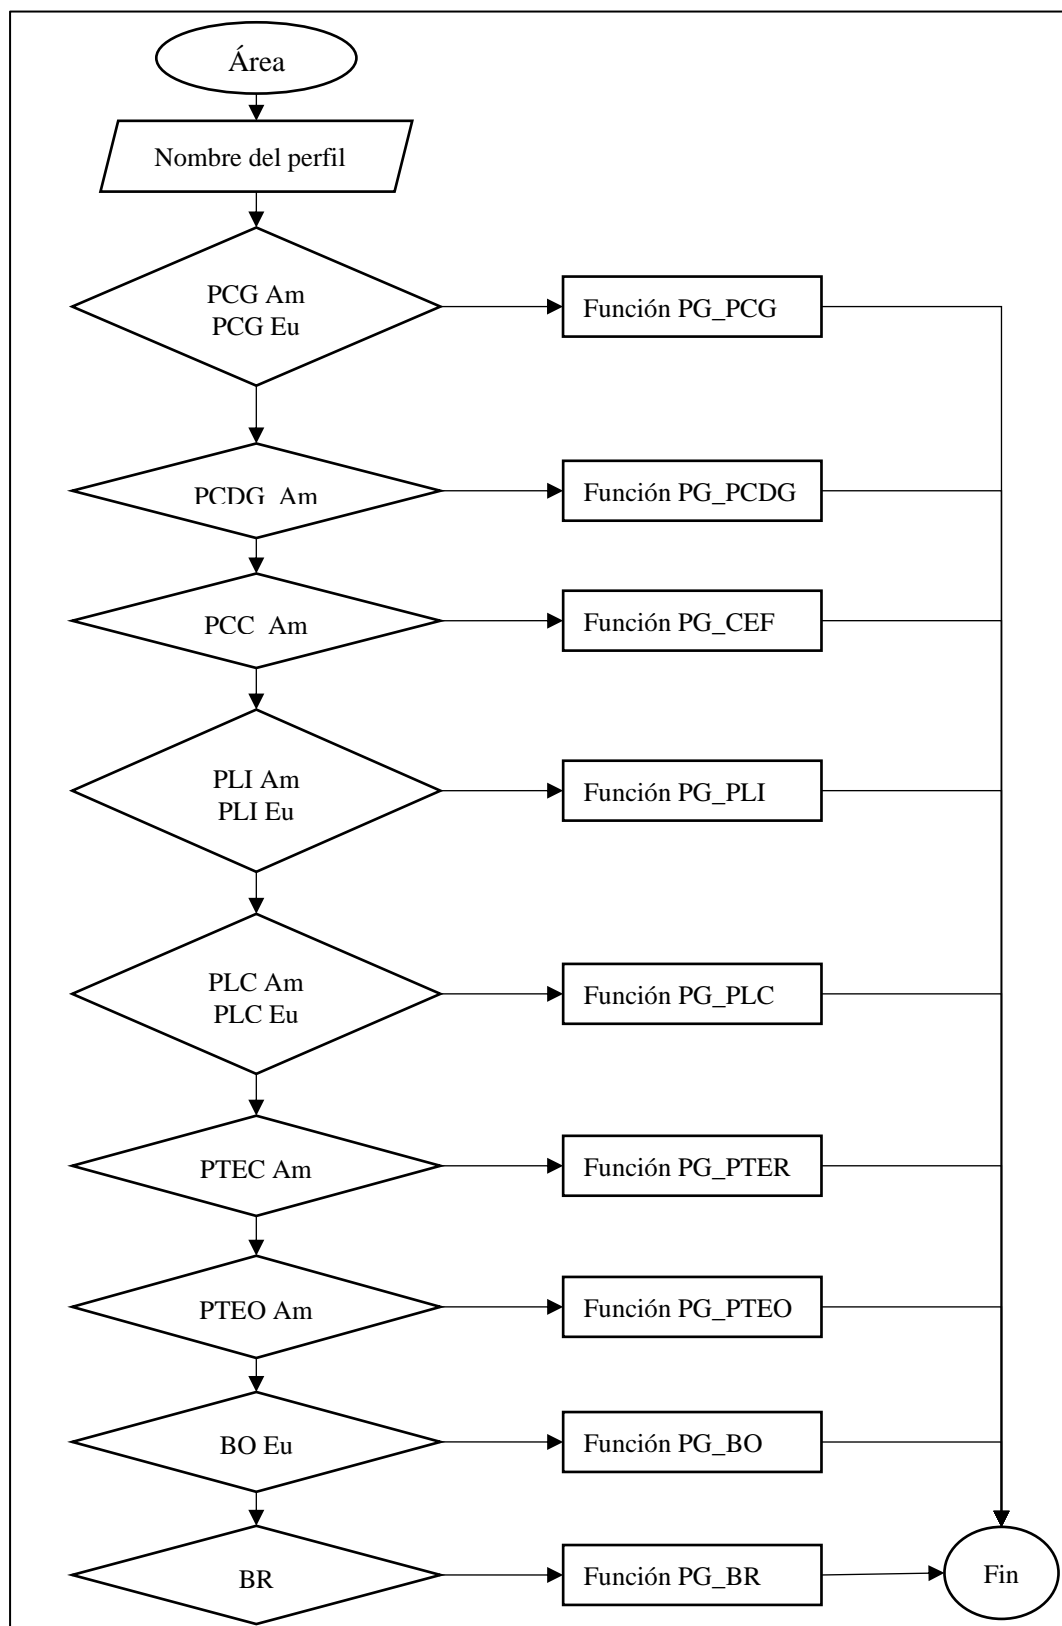 Área
Nombre del perfil
PCG Am
PCG Eu
Función PG_PCG
PCDG Am
Función PG_PCDG
PCC Am
Función PG_CEF
PLI Am
PLI Eu
Función PG_PLI
PLC Am
PLC Eu
Función PG_PLC
PTEC Am
Función PG_PTER
PTEO Am
Función PG_PTEO
BO Eu
Función PG_BO
BR
Función PG_BR
Fin